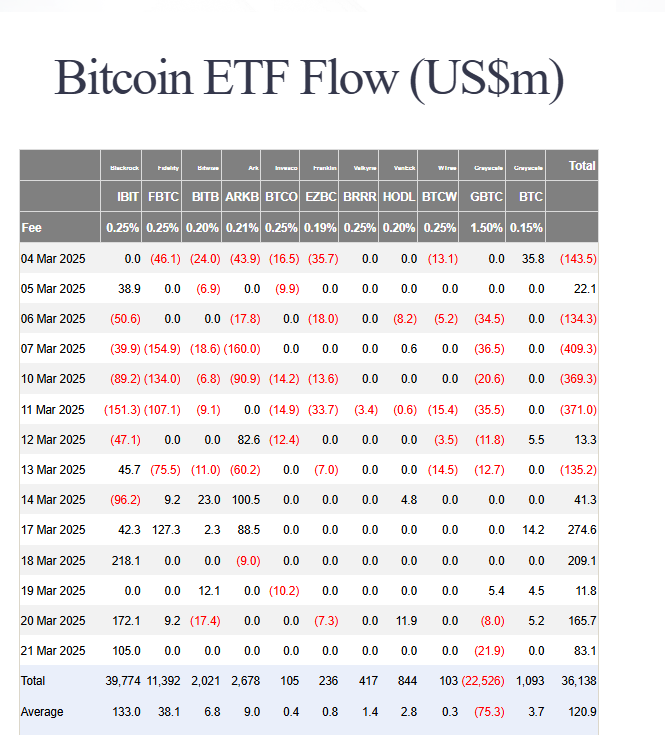 Bitcoin ETF Flow (US$m)
Blackrock Fidelity Bitwise Ark Invesco Franklin Valkyrie VanEck WTree Grayscale Grayscale Total
IBIT FBTC BITB ARKB BTCO EZBC BRRR HODL BTCW GBTC BTC
Fee 0.25% 0.25% 0.20% 0.21% 0.25% 0.19% 0.25% 0.20% 0.25% 1.50% 0.15%
04 Mar 2025 0.0 (46.1) (24.0) (43.9) (16.5) (35.7) 0.0 0.0 (13.1) 0.0 35.8 (143.5)
05 Mar 2025 38.9 0.0 (6.9) 0.0 (9.9) 0.0 0.0 0.0 0.0 0.0 0.0 22.1
06 Mar 2025 (50.6) 0.0 0.0 (17.8) 0.0 (18.0) 0.0 (8.2) (5.2) (34.5) 0.0 (134.3)
07 Mar 2025 (39.9) (154.9) (18.6) (160.0) 0.0 0.0 0.0 0.6 0.0 (36.5) 0.0 (409.3)
10 Mar 2025 (89.2) (134.0) (6.8) (90.9) (14.2) (13.6) 0.0 0.0 0.0 (20.6) 0.0 (369.3)
11 Mar 2025 (151.3) (107.1) (9.1) 0.0 (14.9) (33.7) (3.4) (0.6) (15.4) (35.5) 0.0 (371.0)
12 Mar 2025 (47.1) 0.0 0.0 82.6 (12.4) 0.0 0.0 0.0 (3.5) (11.8) 5.5 13.3
13 Mar 2025 45.7 (75.5) (11.0) (60.2) 0.0 (7.0) 0.0 0.0 (14.5) (12.7) 0.0 (135.2)
14 Mar 2025 (96.2) 9.2 23.0 100.5 0.0 0.0 0.0 4.8 0.0 0.0 0.0 41.3
17 Mar 2025 42.3 127.3 2.3 88.5 0.0 0.0 0.0 0.0 0.0 0.0 14.2 274.6
18 Mar 2025 218.1 0.0 0.0 (9.0) 0.0 0.0 0.0 0.0 0.0 0.0 0.0 209.1
19 Mar 2025 0.0 0.0 12.1 0.0 (10.2) 0.0 0.0 0.0 0.0 5.4 4.5 11.8
20 Mar 2025 172.1 9.2 (17.4) 0.0 0.0 (7.3) 0.0 11.9 0.0 (8.0) 5.2 165.7
21 Mar 2025 105.0 0.0 0.0 0.0 0.0 0.0 0.0 0.0 0.0 (21.9) 0.0 83.1
Total 39,774 11,392 2,021 2,678 105 236 417 844 103 (22,526) 1,093 36,138
Average 133.0 38.1 6.8 9.0 0.4 0.8 1.4 2.8 0.3 (75.3) 3.7 120.9